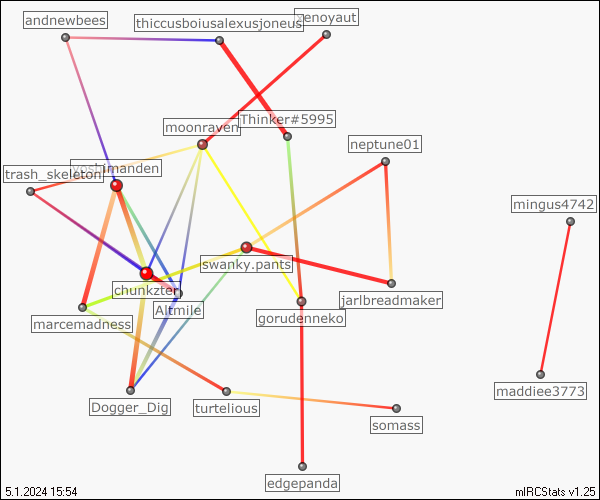 andnewbees
thiccusboiusalexusjoneus
xenoyaut
moonraven
Thinker#5995
neptune01
trash_skeleton
yoshimanden
mingus4742
swanky.pants
chunkzter
Altmile
jarlbreadmaker
marcemadness
gorudenneko
maddiee3773
Dogger_Dig
turtelious
somass
edgepanda
5.1.2024 15:54
mIRCStats v1.25